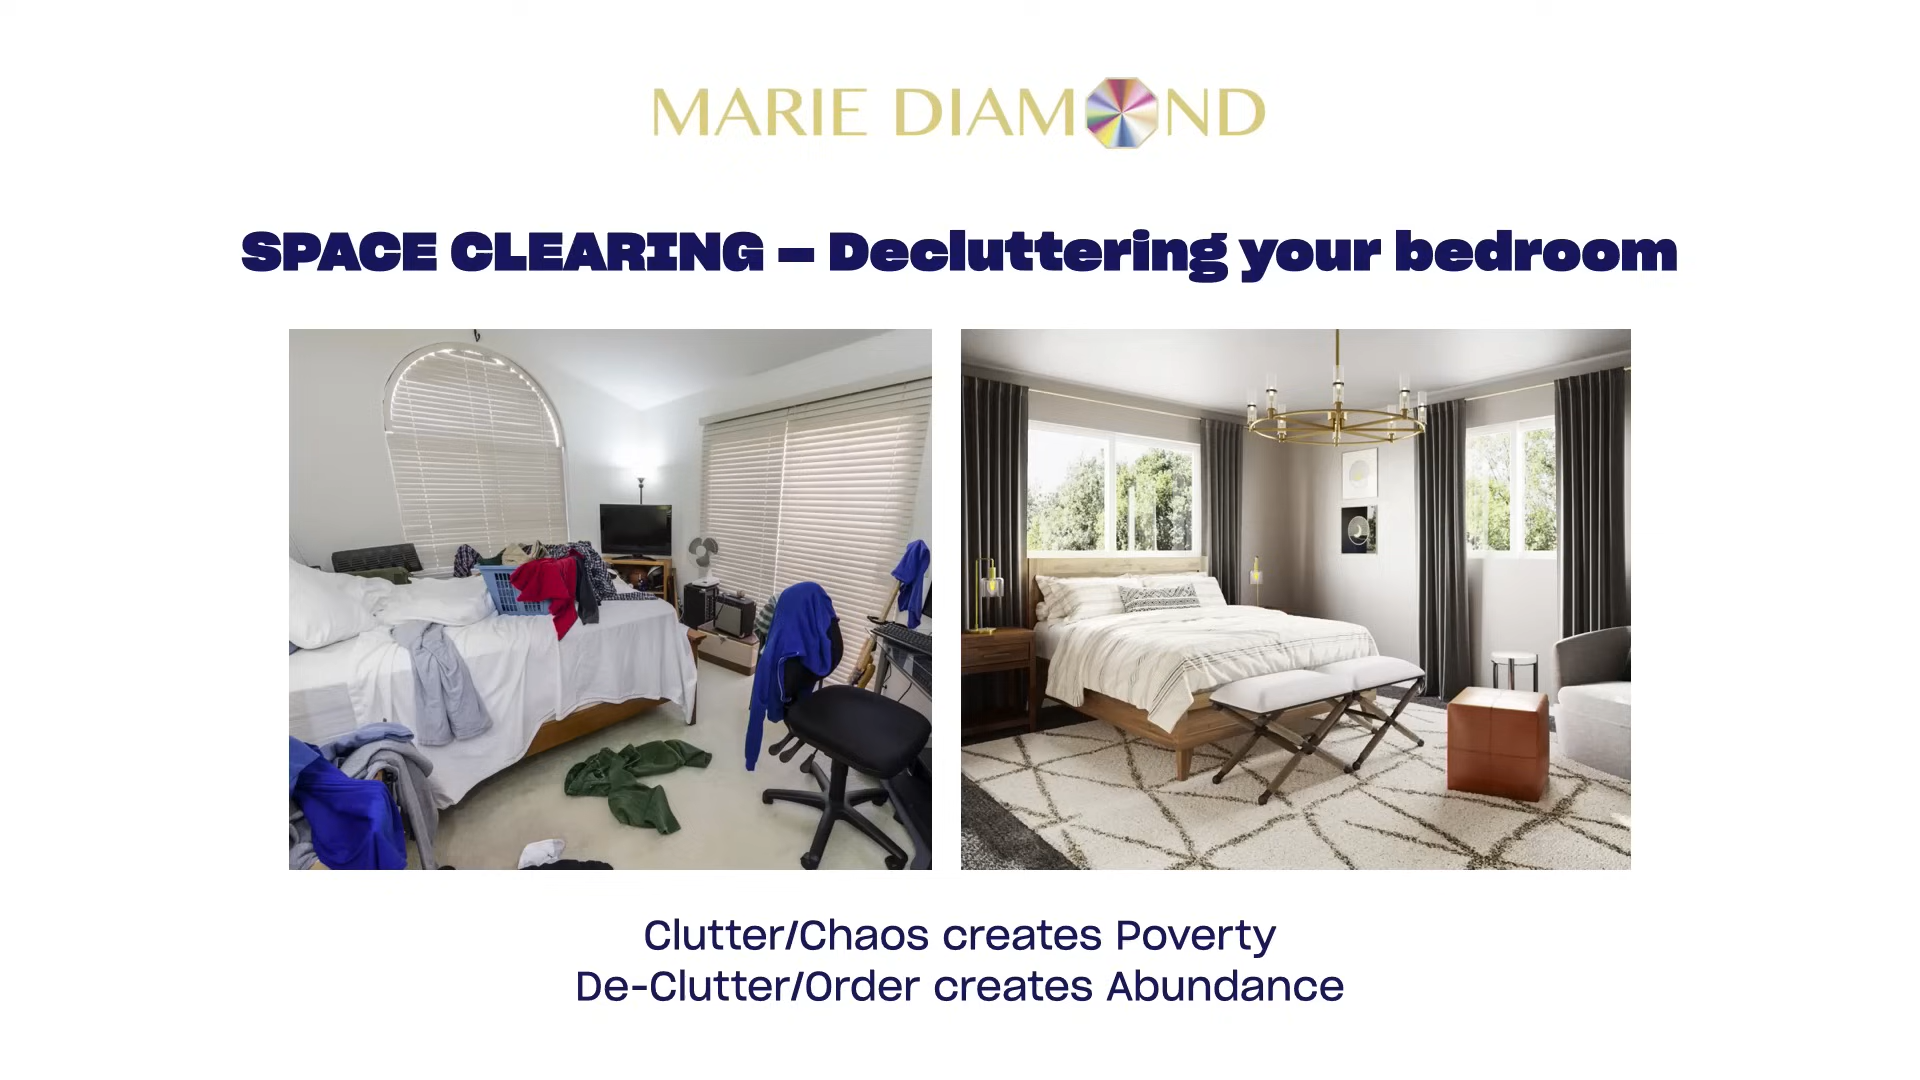 MARIE DIAMOND
SPACE CLEARING – Decluttering your bedroom
Clutter/Chaos creates Poverty
De-Clutter/Order creates Abundance